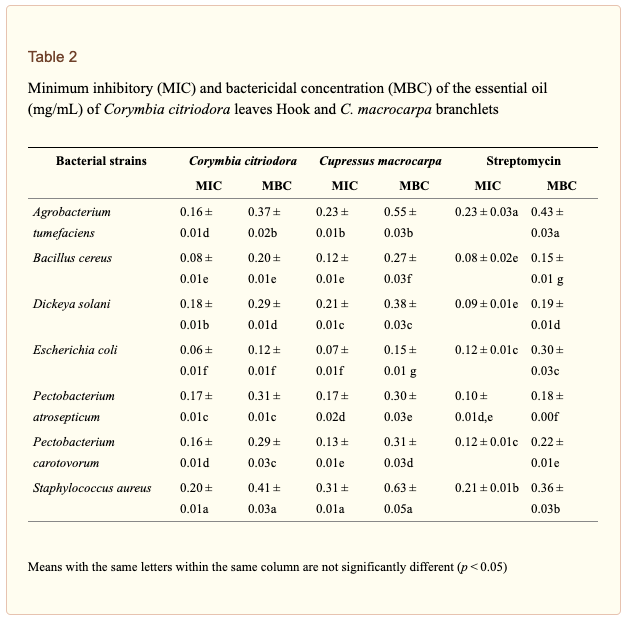 Table 2
Minimum inhibitory (MIC) and bactericidal concentration (MBC) of the essential oil
(mg/mL) of Corymbia citriodora leaves Hook and C. macrocarpa branchlets
Bacterial strains Corymbia citriodora Cupressus macrocarpa Streptomycin
MIC MBC MIC MBC MIC MBC
Agrobacterium 0.16 ± 0.37 ± 0.23 ± 0.55 ± 0.23 ± 0.03a 0.43 ±
tumefaciens 0.01d 0.02b 0.01b 0.03b 0.03a
Bacillus cereus 0.08 ± 0.20 ± 0.12 ± 0.27 ± 0.08 ± 0.02e 0.15 ±
0.01e 0.01e 0.01e 0.03f 0.01 g
Dickeya solani 0.18 ± 0.29 ± 0.21 ± 0.38 ± 0.09 ± 0.01e 0.19 ±
0.01b 0.01d 0.01c 0.03c 0.01d
Escherichia coli 0.06 ± 0.12 ± 0.07 ± 0.15 ± 0.12 ± 0.01c 0.30 ±
0.01f 0.01f 0.01f 0.01 g 0.03c
Pectobacterium 0.17 ± 0.31 ± 0.17 ± 0.30 ± 0.10 ± 0.18 ±
atrosepticum 0.01c 0.01c 0.02d 0.03e 0.01d,e 0.00f
Pectobacterium 0.16 ± 0.29 ± 0.13 ± 0.31 ± 0.12 ± 0.01c 0.22 ±
carotovorum 0.01d 0.03c 0.01e 0.03d 0.01e
Staphylococcus aureus 0.20 ± 0.41 ± 0.31 ± 0.63 ± 0.21 ± 0.01b 0.36 ±
0.01a 0.03a 0.01a 0.05a 0.03b
Means with the same letters within the same column are not significantly different (p < 0.05)